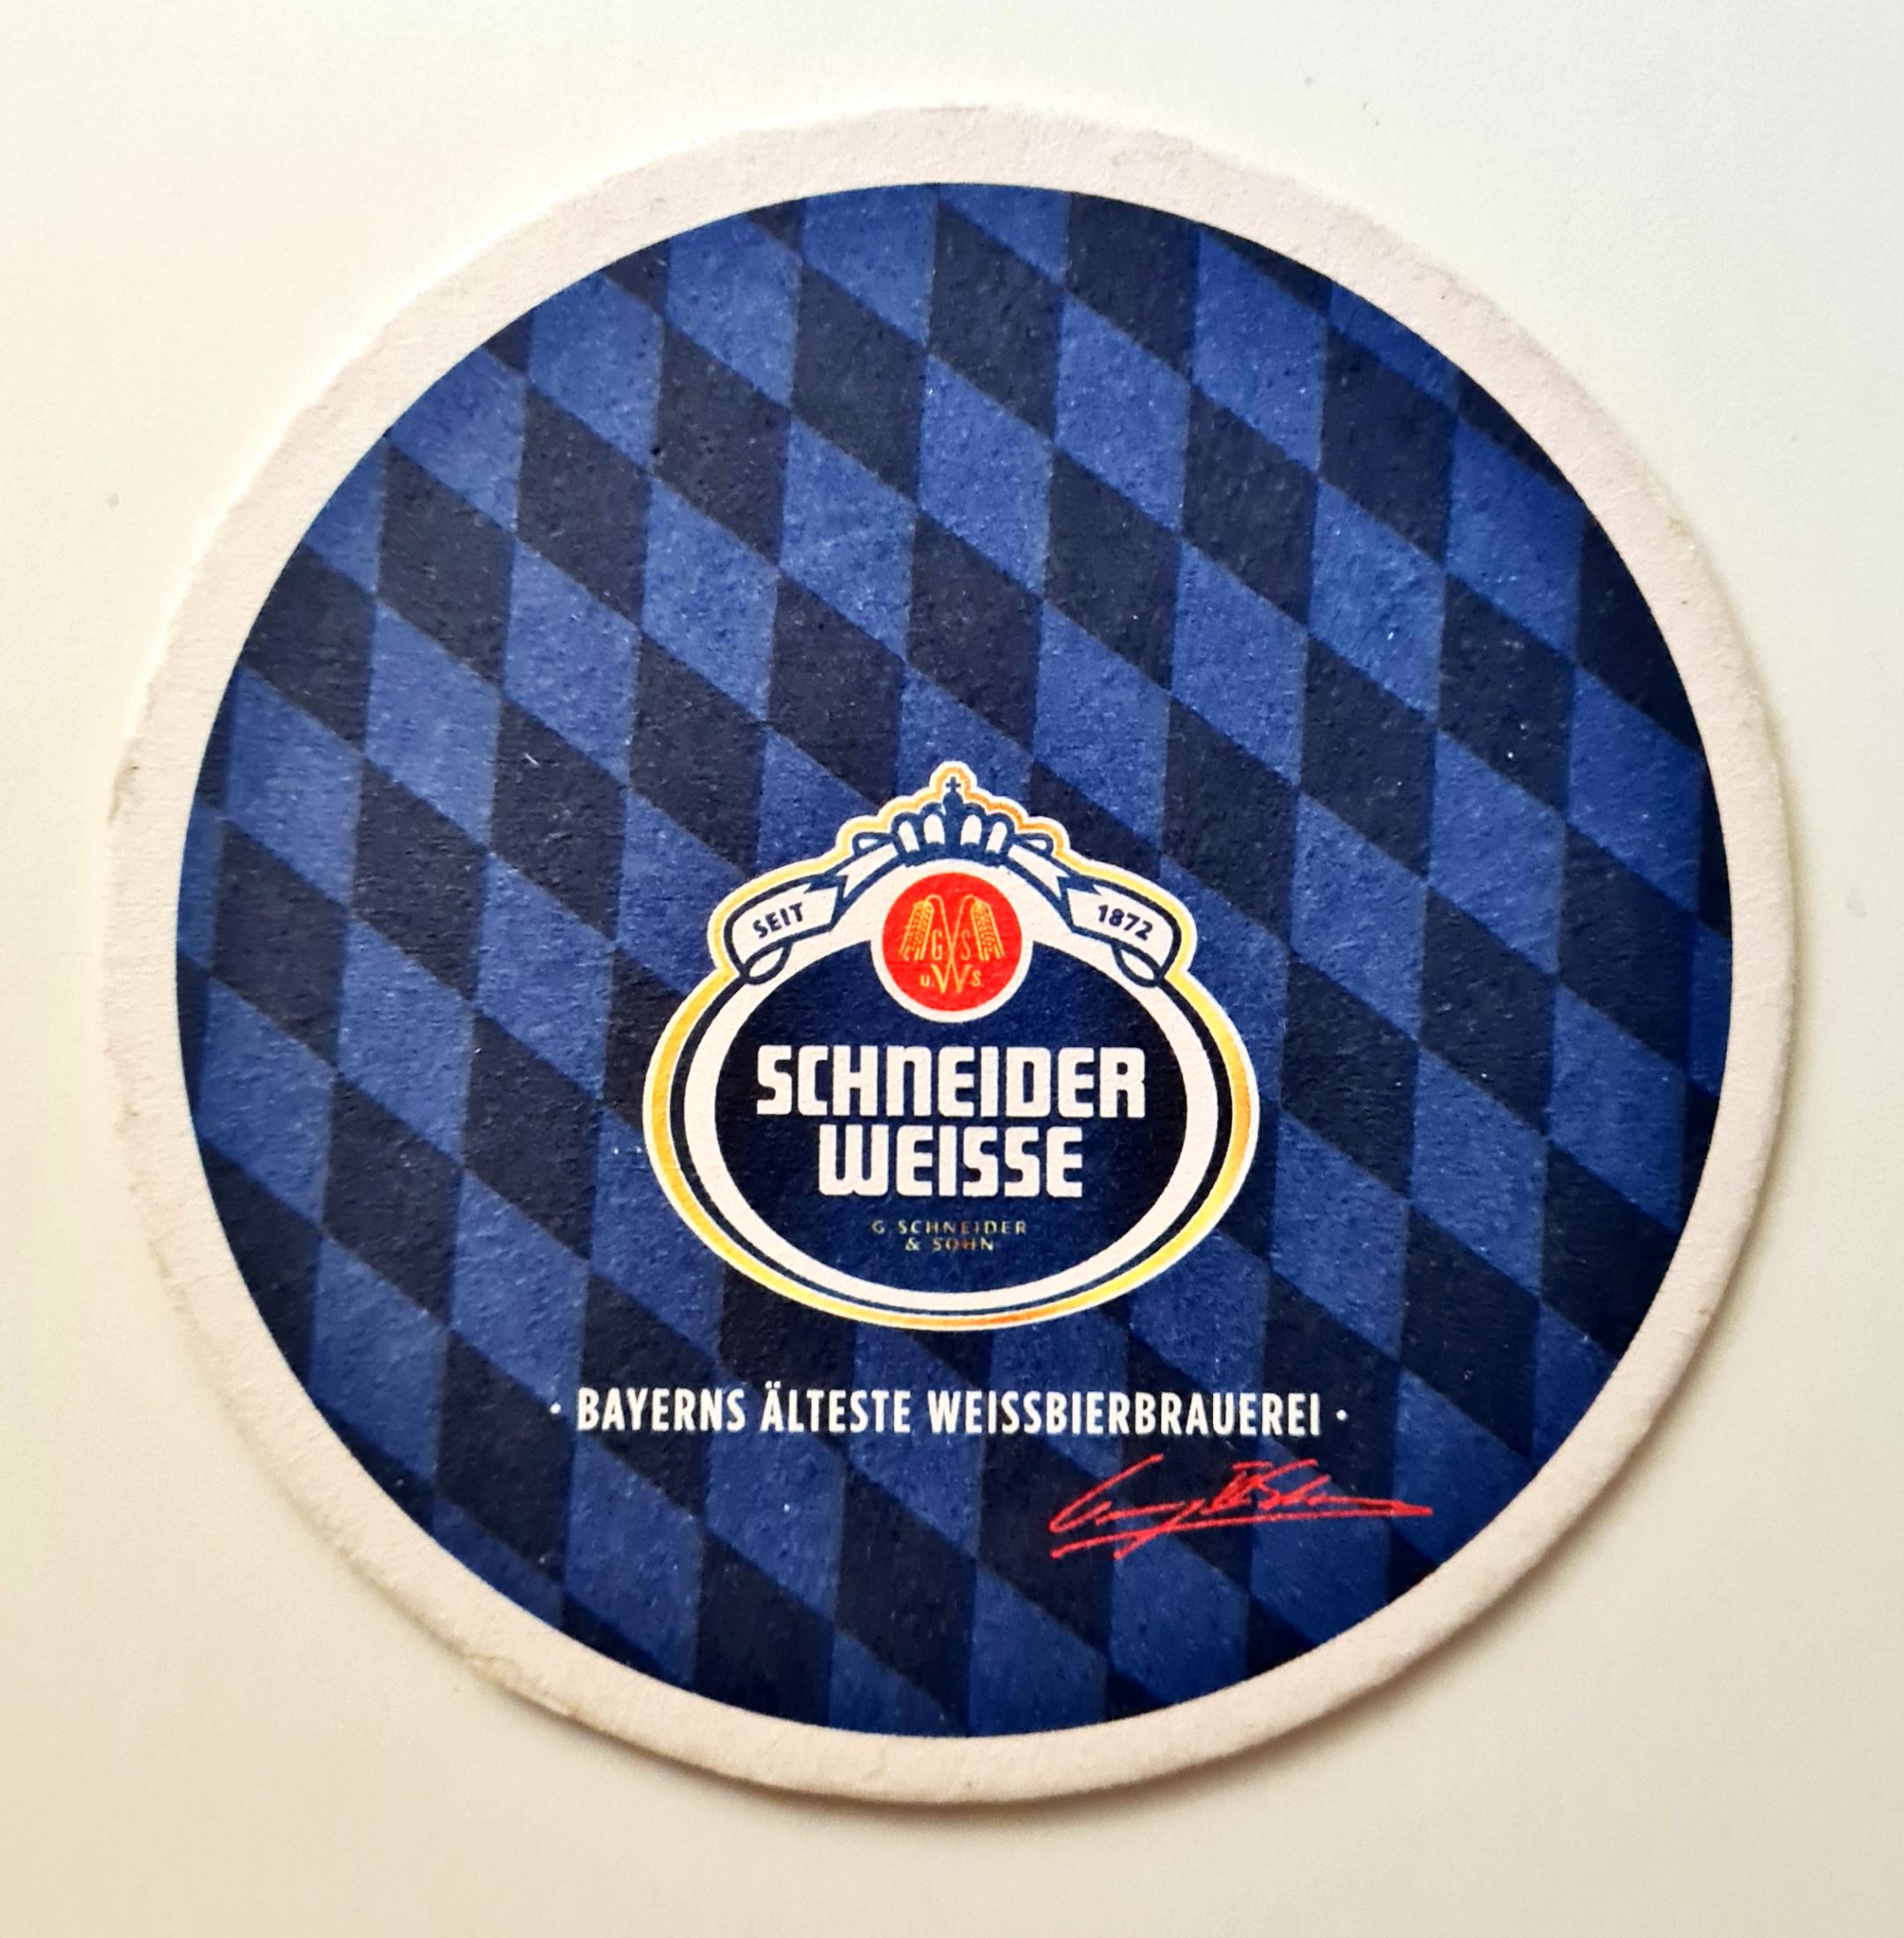 SEIT 1872
G S
u. W s.
SCHNEIDER
WEISSE
G SCHNEIDER
& SOHN
· BAYERNS ÄLTESTE WEISSBIERBRAUEREI ·